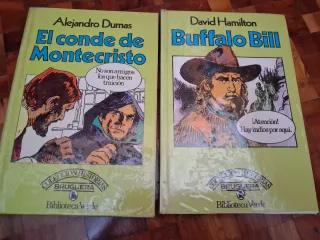 Alejandro Dumas
El conde de
Montecristo
No son amigos
los que hacen
traición
BRUGUERA
Biblioteca Verde
David Hamilton
Buffalo Bill
¡Atención!
Hay indios por aquí.
BRUGUERA
Biblioteca Verde